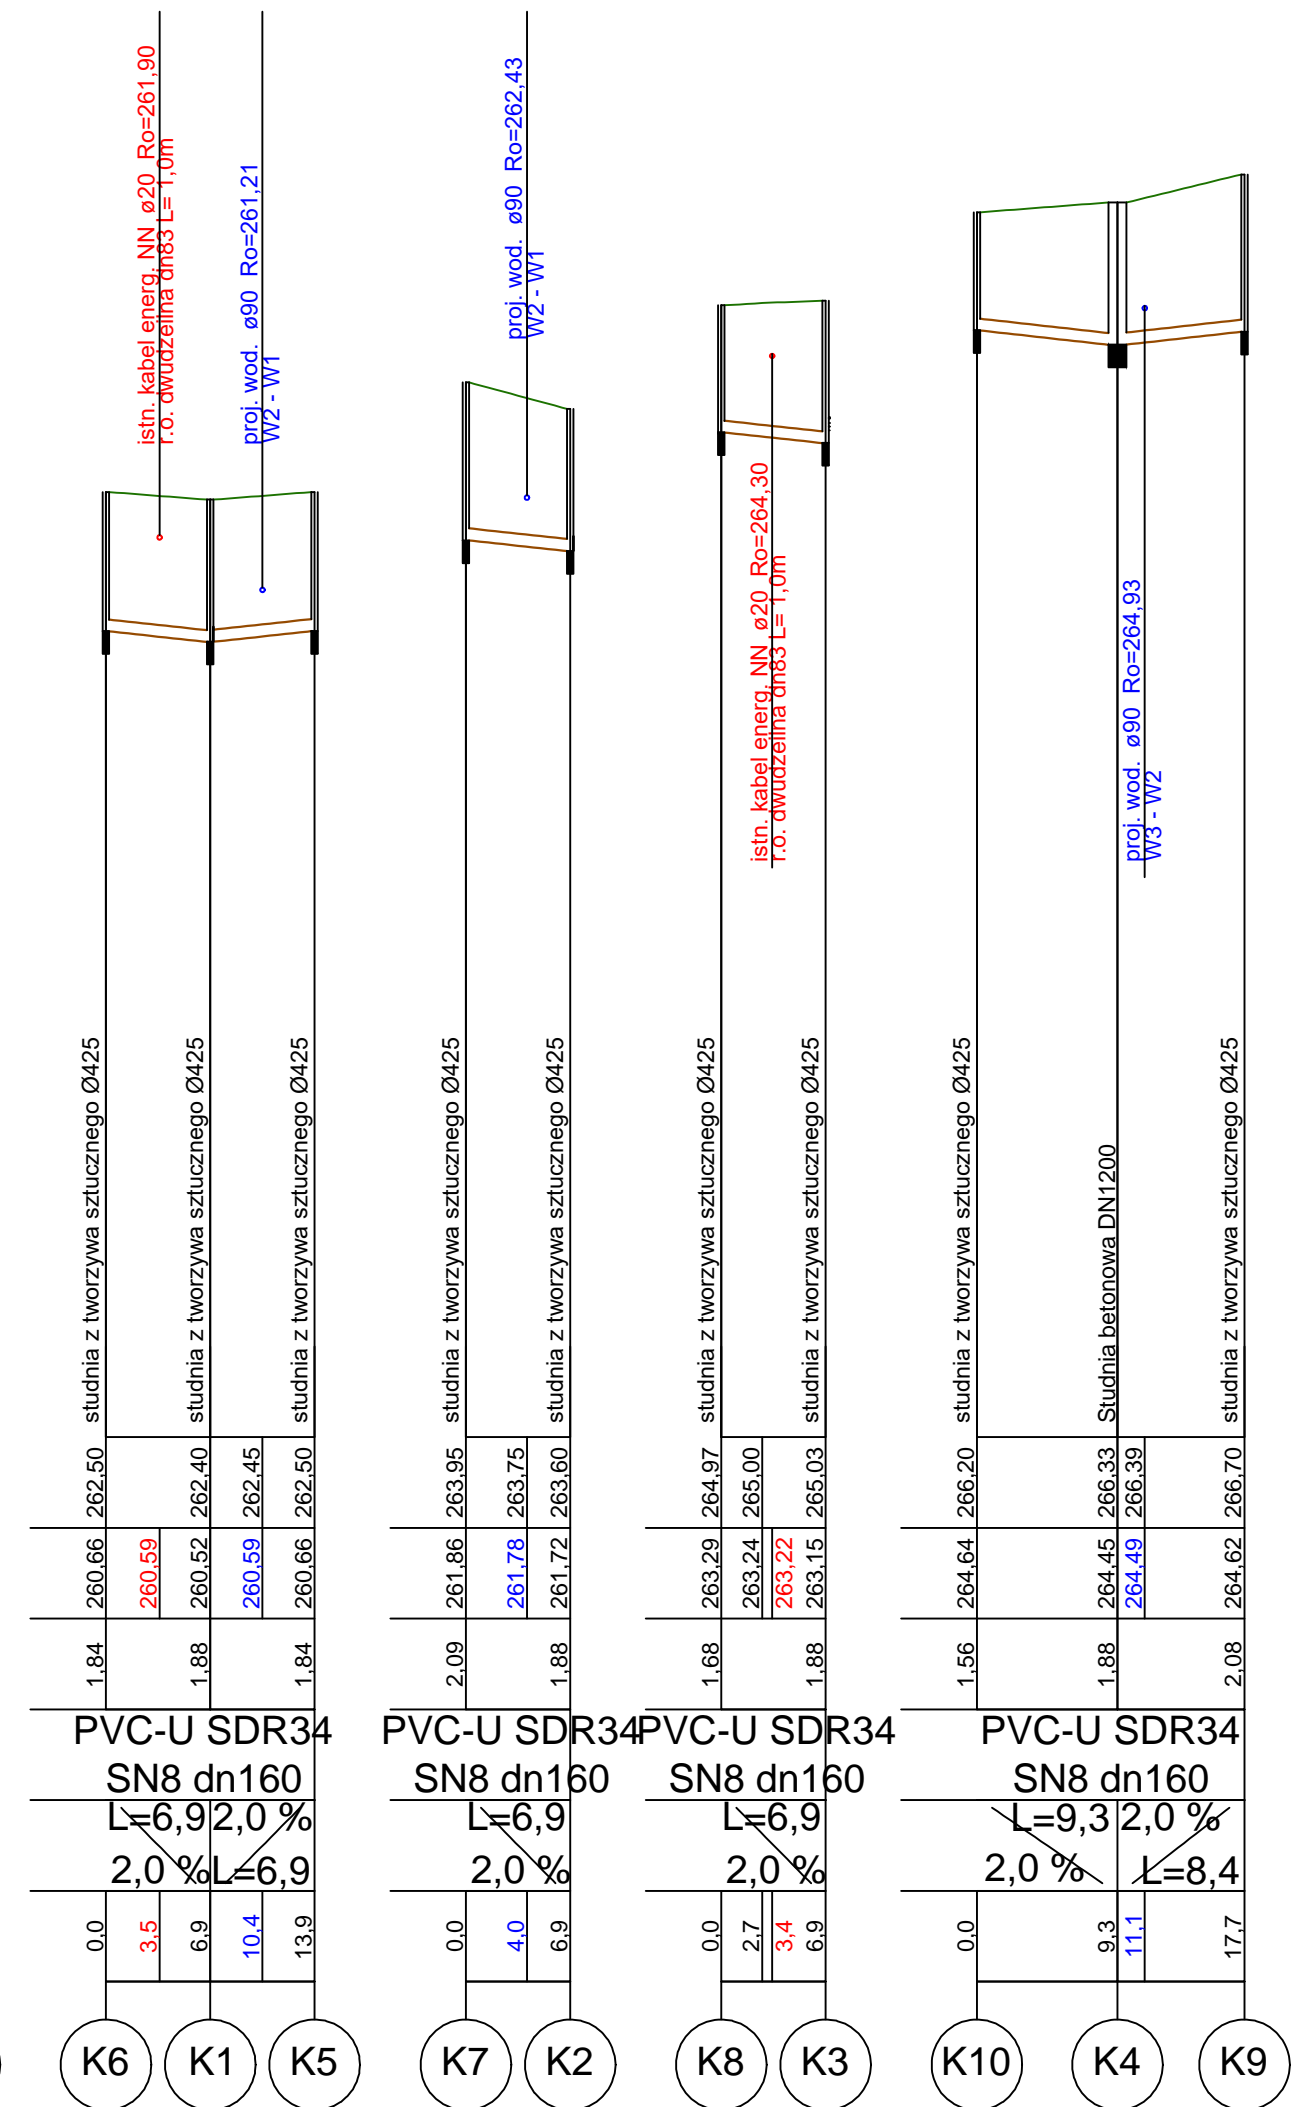 istn. kabel energ. NN ø20 Ro=261,90
r.o. dwudzelina dn83 L= 1,0m
proj. wod. ø90 Ro=261,21
W2 - W1
proj. wod. ø90 Ro=262,43
W2 - W1
istn. kabel energ. NN ø20 Ro=264,30
r.o. dwudzelina dn83 L= 1,0m
proj. wod. ø90 Ro=264,93
W3 - W2
studnia z tworzywa sztucznego Ø425
studnia z tworzywa sztucznego Ø425
studnia z tworzywa sztucznego Ø425
studnia z tworzywa sztucznego Ø425
studnia z tworzywa sztucznego Ø425
studnia z tworzywa sztucznego Ø425
studnia z tworzywa sztucznego Ø425
studnia z tworzywa sztucznego Ø425
Studnia betonowa DN1200
studnia z tworzywa sztucznego Ø425
262,50 262,40 262,45 262,50 263,95 263,75 263,60 264,97 265,00 265,03 266,20 266,33 266,39 266,70
260,66 260,59 260,52 260,59 260,66 261,86 261,78 261,72 263,29 263,24 263,22 263,15 264,64 264,45 264,49 264,62
1,84 1,88 1,84 2,09 1,88 1,68 1,88 1,56 1,88 2,08
PVC-U SDR34 PVC-U SDR34 PVC-U SDR34 PVC-U SDR34
SN8 dn160 SN8 dn160 SN8 dn160 SN8 dn160
L=6,9 2,0 % L=6,9 L=6,9 L=9,3 2,0 %
2,0 % L=6,9 2,0 % 2,0 % 2,0 % L=8,4
0,0 3,5 6,9 10,4 13,9 0,0 4,0 6,9 0,0 2,7 3,4 6,9 0,0 9,3 11,1 17,7
K6 K1 K5 K7 K2 K8 K3 K10 K4 K9